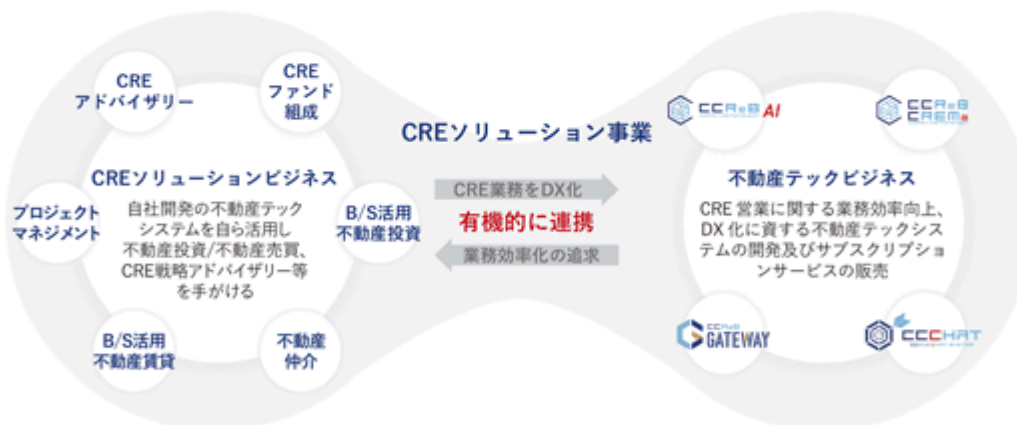 CRE
アドバイザリー
CRE
ファンド
組成
CREソリューション事業
CREソリューションビジネス
自社開発の不動産テック
システムを自ら活用し
不動産投資/不動産売買、
CRE戦略アドバイザリー等
を手がける
プロジェクト
マネジメント
B/S活用
不動産投資
B/S活用
不動産賃貸
不動産
仲介
CRE業務をDX化
有機的に連携
業務効率化の追求
CCReB AI
CCReB
CREMa
不動産テックビジネス
CRE 営業に関する業務効率向上、
DX 化に資する不動産テックシス
テムの開発及びサブスクリプショ
ンサービスの販売
CCReB
GATEWAY
CCCHAT